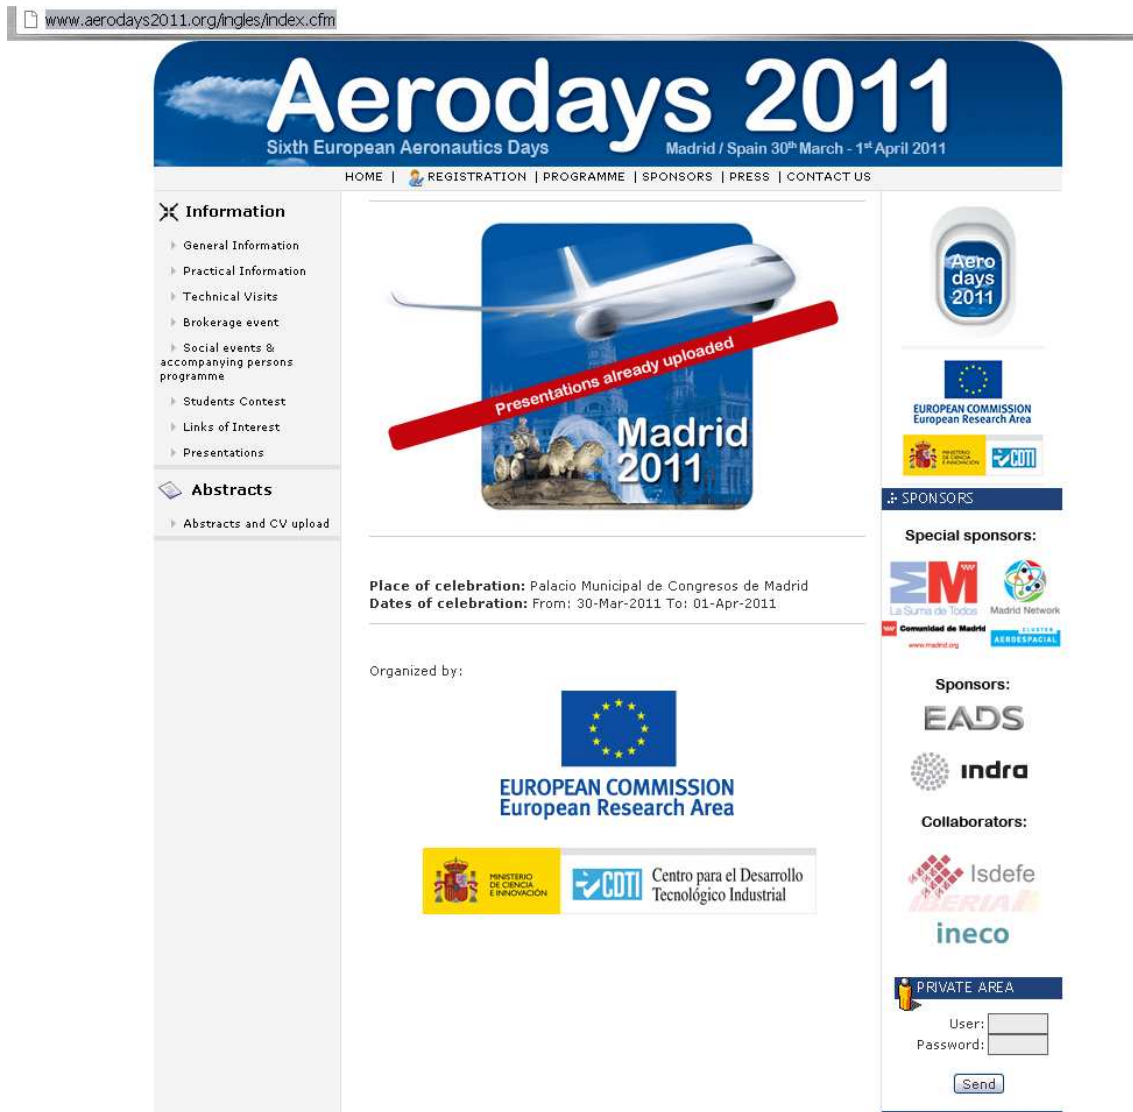 www.aerodays2011.org/ingles/index.cfm
Aerodays 2011
Sixth European Aeronautics Days
Madrid / Spain 30th March - 1st April 2011
HOME | REGISTRATION | PROGRAMME | SPONSORS | PRESS | CONTACT US
Information
General Information
Practical Information
Technical Visits
Brokerage event
Social events &
accompanying persons
programme
Students Contest
Links of Interest
Presentations
Abstracts
Abstracts and CV upload
Presentations already uploaded
Madrid
2011
Place of celebration: Palacio Municipal de Congresos de Madrid
Dates of celebration: From: 30-Mar-2011 To: 01-Apr-2011
Organized by:
EUROPEAN COMMISSION
European Research Area
MINISTERIO
DE CIENCIA
E INNOVACIÓN
CDTI
Centro para el Desarrollo
Tecnológico Industrial
Aero
days
2011
EUROPEAN COMMISSION
European Research Area
MINISTERIO
DE CIENCIA
E INNOVACIÓN
CDTI
SPONSORS
Special sponsors:
EM
La Suma de Todos
Madrid Network
Comunidad de Madrid
www.madrid.org
CLUSTER
AEROESPACIAL
Sponsors:
EADS
indra
Collaborators:
Isdefe
IBERIA
ineco
PRIVATE AREA
User:
Password:
Send